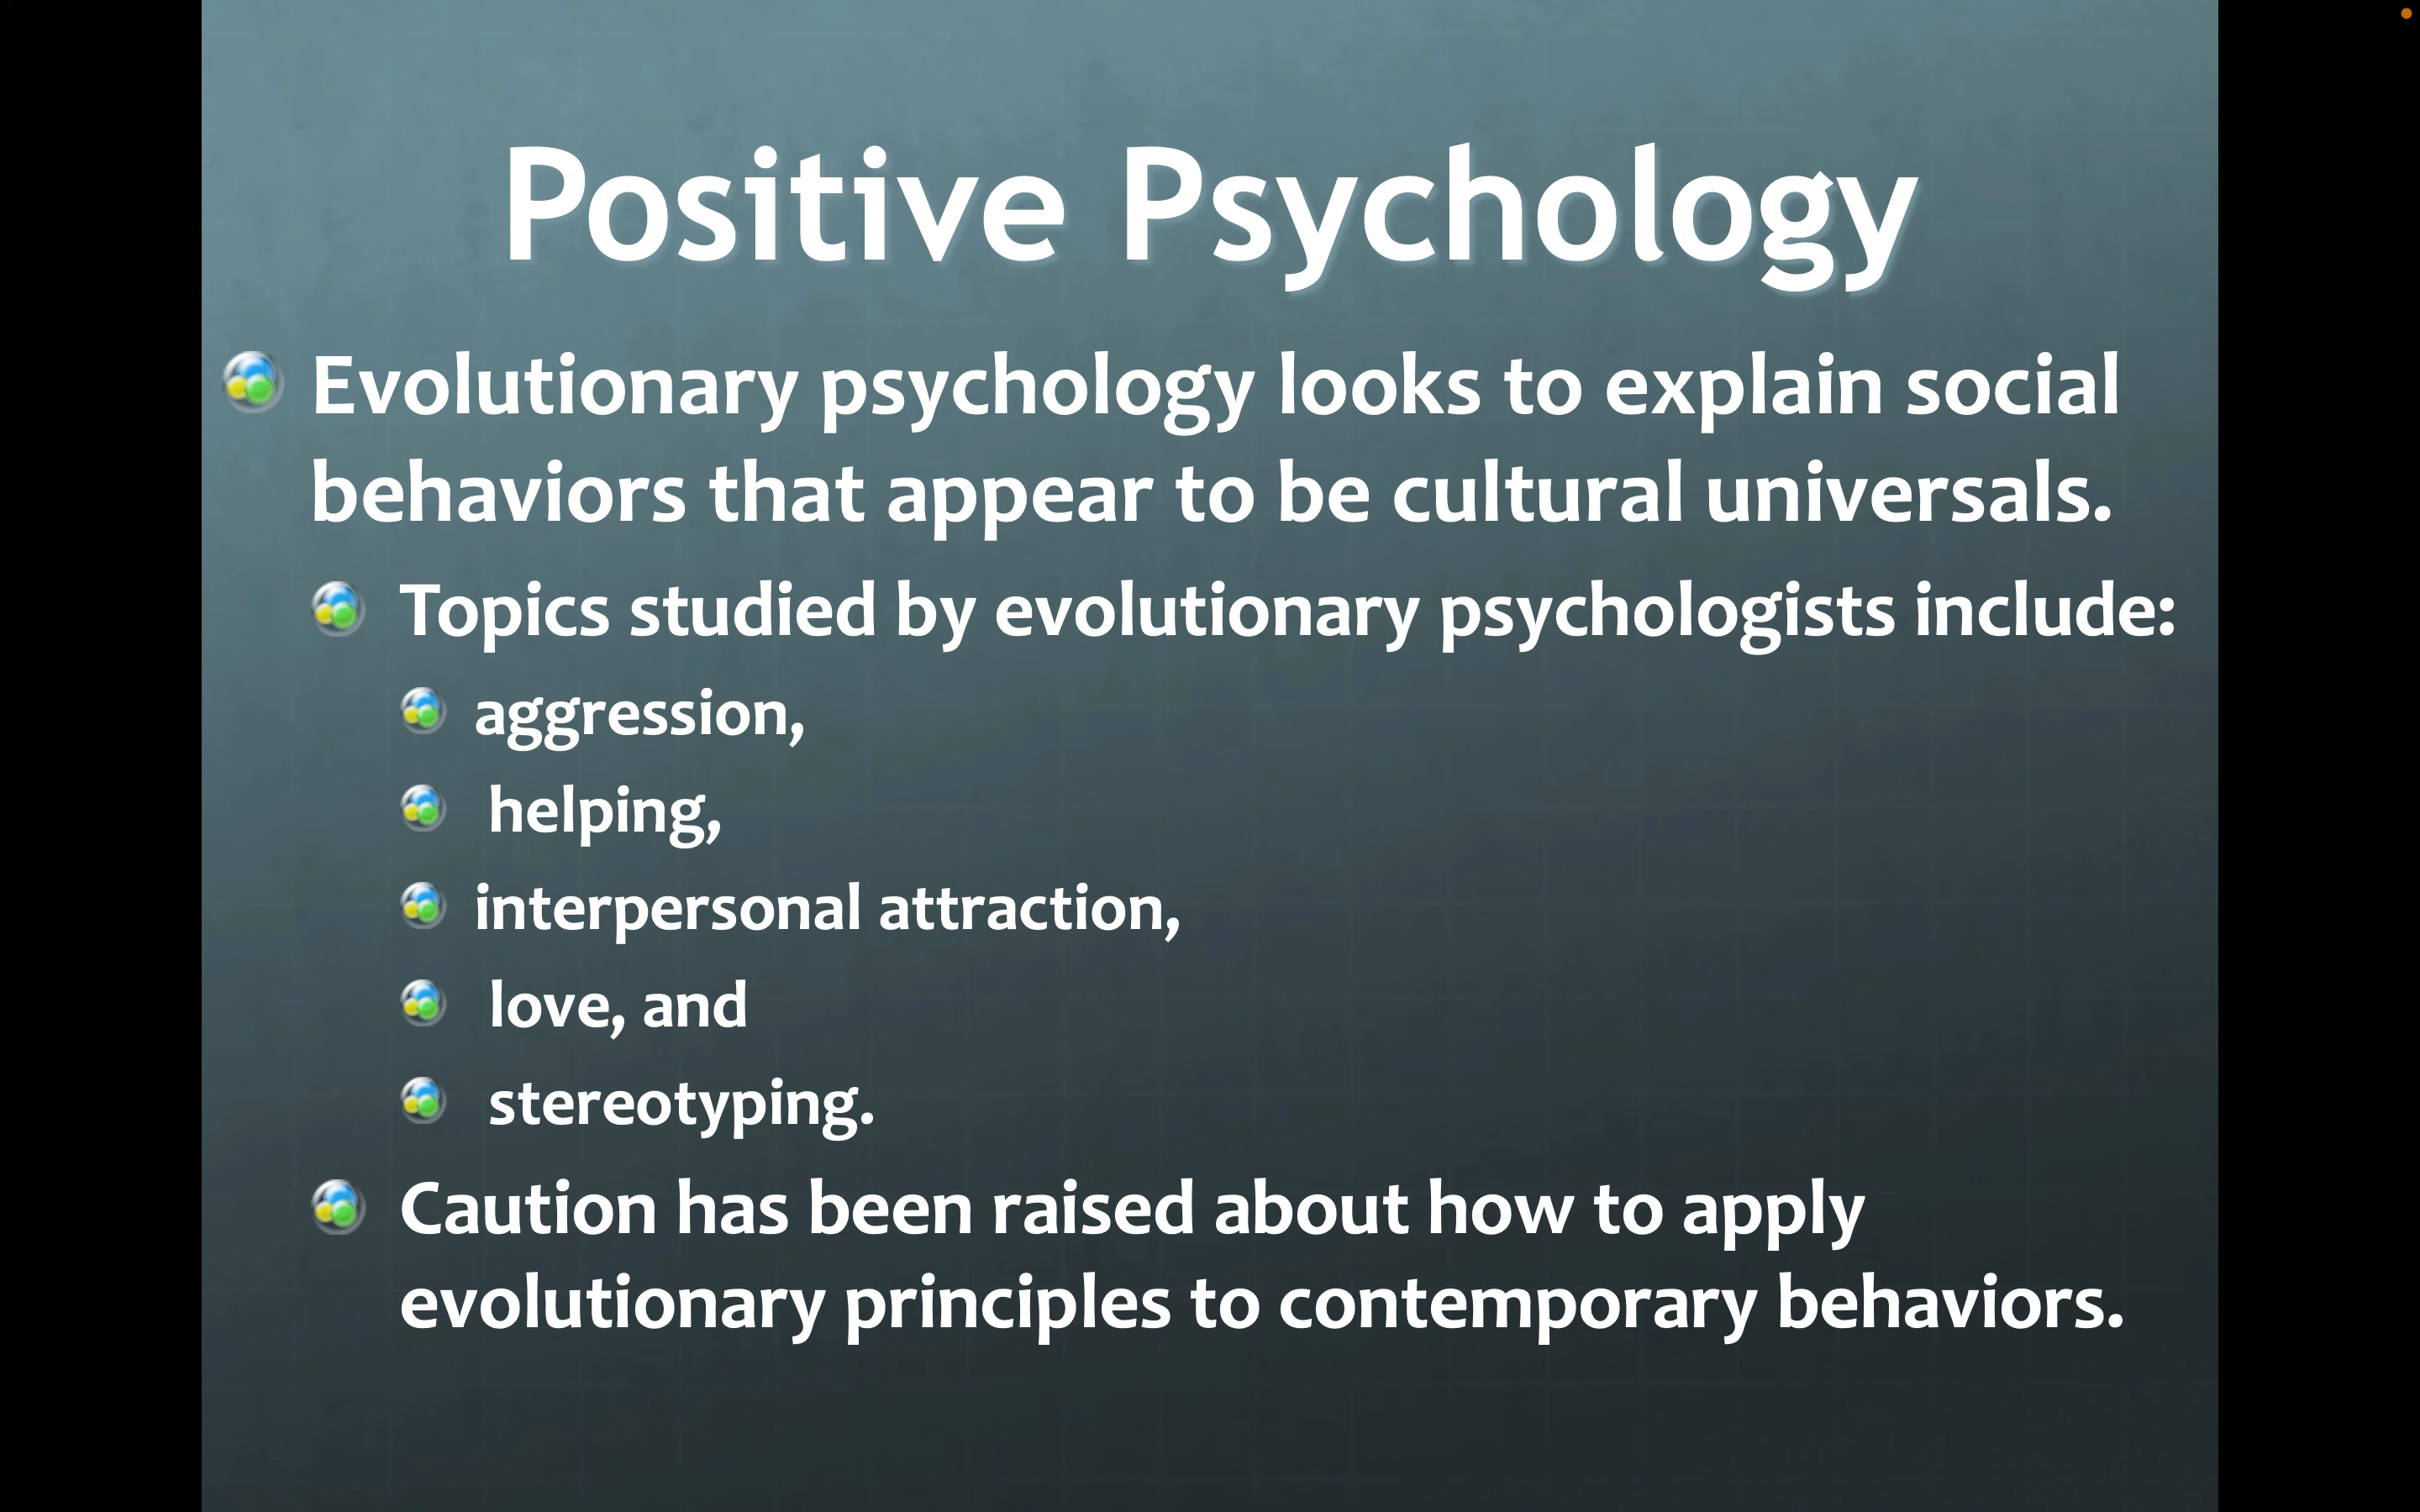 Positive Psychology
Evolutionary psychology looks to explain social
behaviors that appear to be cultural universals.
Topics studied by evolutionary psychologists include:
aggression,
helping,
interpersonal attraction,
love, and
stereotyping.
Caution has been raised about how to apply
evolutionary principles to contemporary behaviors.